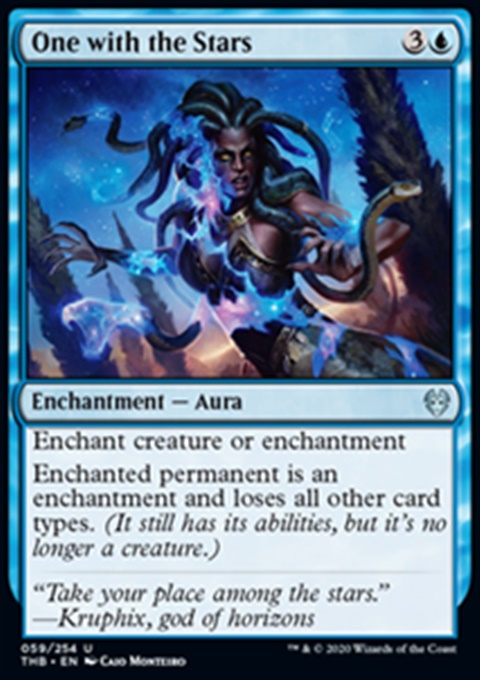 One with the Stars 3
Enchantment — Aura
Enchant creature or enchantment
Enchanted permanent is an
enchantment and loses all other card
types. (It still has its abilities, but it's no
longer a creature.)
“Take your place among the stars.”
—Kruphix, god of horizons
059/254 U
THB • EN Caio Monteiro
™ & © 2020 Wizards of the Coast